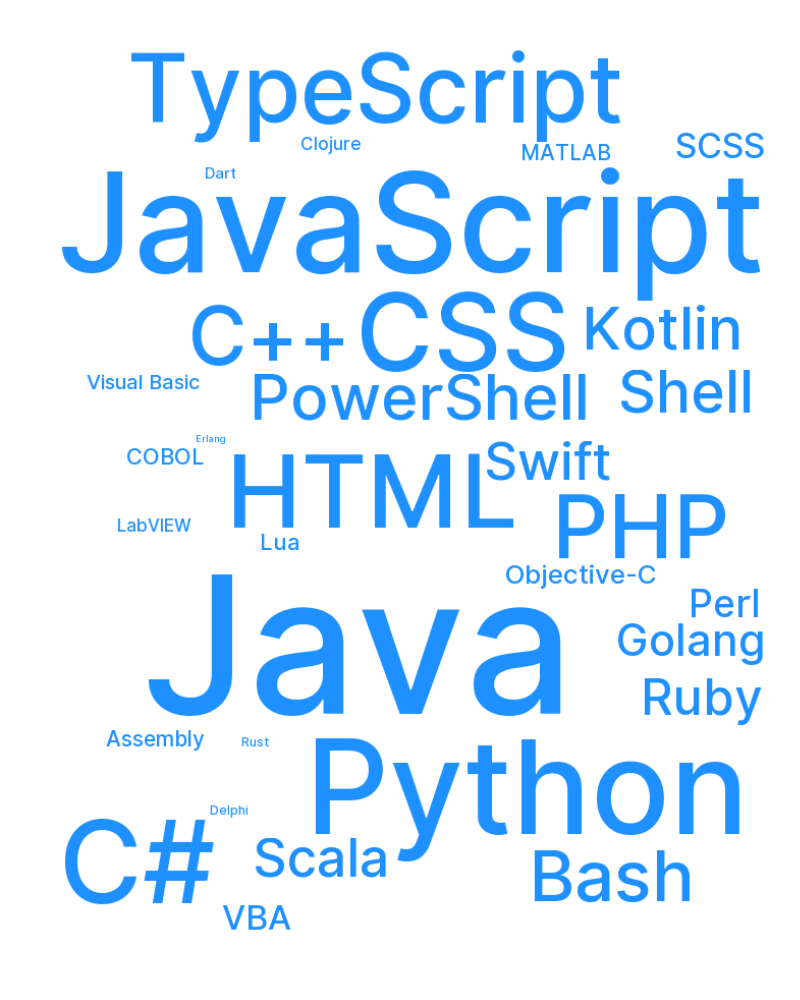 TypeScript
Clojure
MATLAB
SCSS
Dart
JavaScript
C++
CSS
Kotlin
Visual Basic
PowerShell
Shell
Erlang
COBOL
HTML
Swift
LabVIEW
Lua
PHP
Objective-C
Java
Perl
Golang
Ruby
Assembly
Rust
Python
Delphi
C#
Scala
Bash
VBA